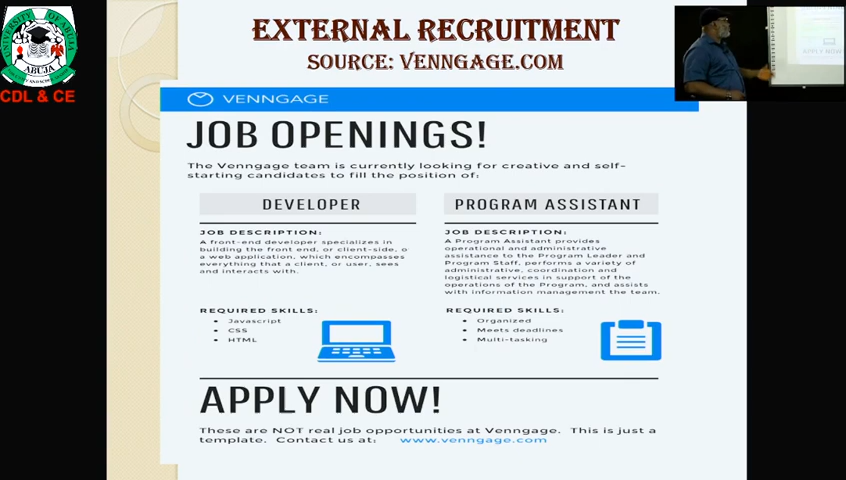 UNIVERSITY OF ABUJA
ABUJA
CDL & CE
EXTERNAL RECRUITMENT
SOURCE: VENNGAGE.COM
VENNGAGE
JOB OPENINGS!
The Venngage team is currently looking for creative and self-
starting candidates to fill the position of:
DEVELOPER
JOB DESCRIPTION:
A front-end developer specializes in
building the front end, or client-side, o
a web application, which encompasses
everything that a client, or user, sees
and interacts with.
REQUIRED SKILLS:
• Javascript
• CSS
• HTML
PROGRAM ASSISTANT
JOB DESCRIPTION:
A Program Assistant provides
operational and administrative
assistance to the Program Leader and
Program Staff, performs a variety of
administrative, coordination and
logistical services in support of the
operations of the Program, and assists
with information management the team.
REQUIRED SKILLS:
• Organized
• Meets deadlines
• Multi-tasking
APPLY NOW!
These are NOT real job opportunities at Venngage. This is just a
template. Contact us at: www.venngage.com
APPLY NOW